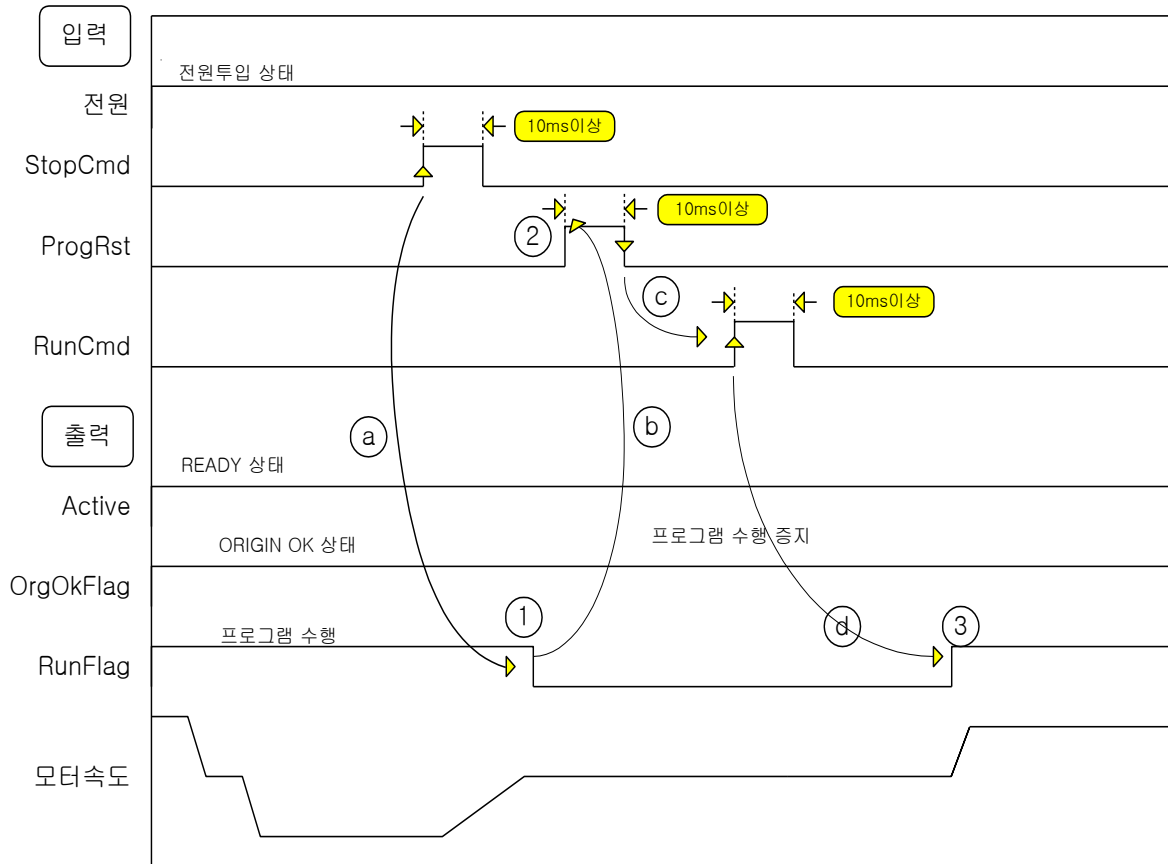 입력
전원투입 상태
전원
10ms이상
StopCmd
10ms이상
2
ProgRst
c
10ms이상
RunCmd
a
b
출력
READY 상태
Active
프로그램 수행 증지
ORIGIN OK 상태
OrgOkFlag
1
d
3
프로그램 수행
RunFlag
모터속도